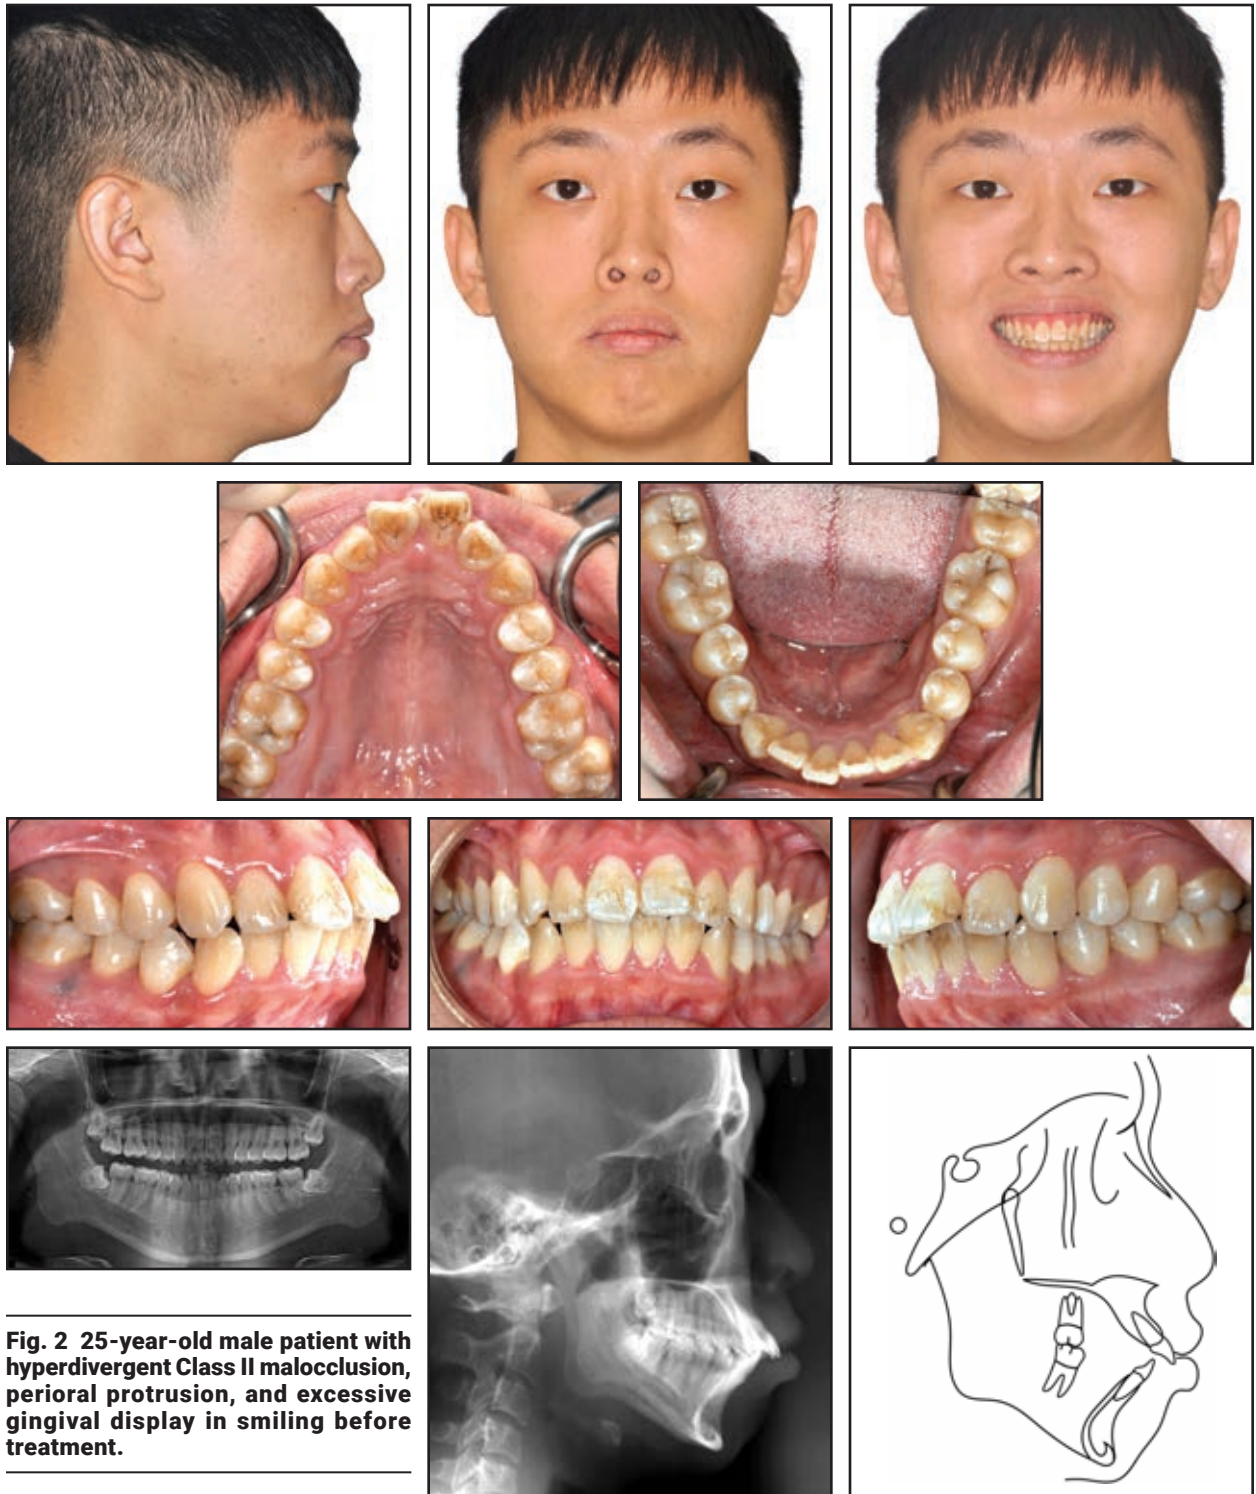 Fig. 2 25-year-old male patient with
hyperdivergent Class II malocclusion,
perioral protrusion, and excessive
gingival display in smiling before
treatment.